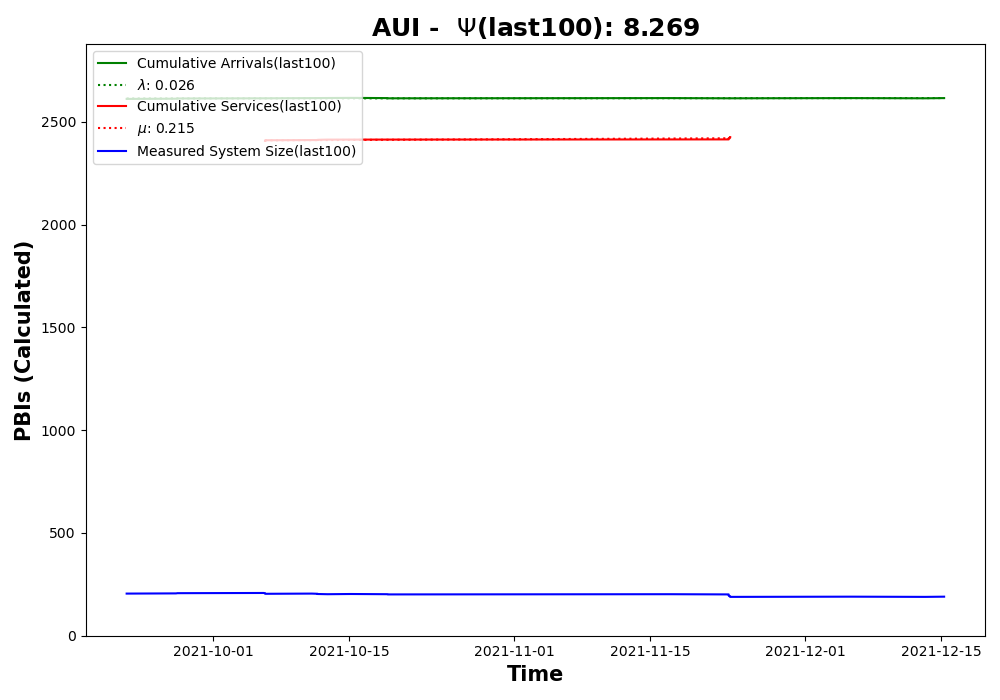 AUI -  Ψ(last100): 8.269
Cumulative Arrivals(last100)
λ: 0.026
Cumulative Services(last100)
μ: 0.215
Measured System Size(last100)
2500
2000
1500
1000
500
0
PBIs (Calculated)
2021-10-01 2021-10-15 2021-11-01 2021-11-15 2021-12-01 2021-12-15
Time